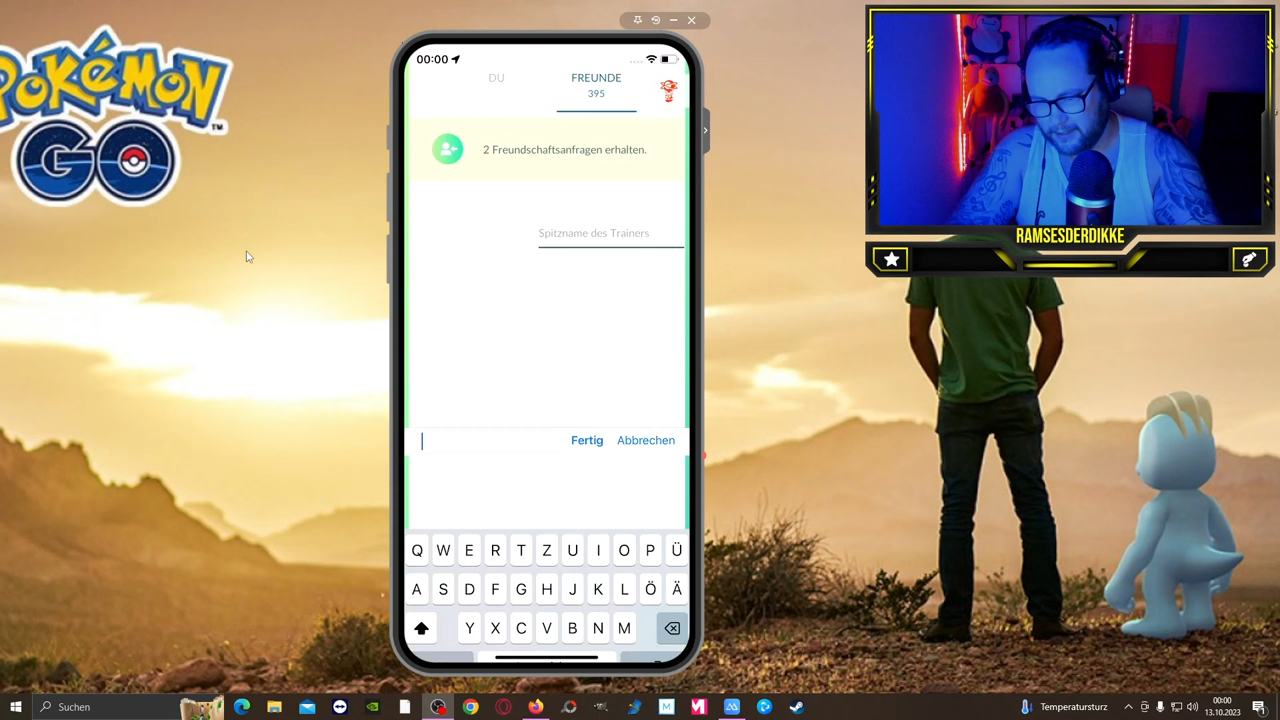 POKÉMON
GO
TM
00:00
DU
FREUNDE
395
2 Freundschaftsanfragen erhalten.
Spitzname des Trainers
Fertig
Abbrechen
Q W E R T Z U I O P Ü
A S D F G H J K L Ö Ä
Y X C V B N M
RAMSESDERDIKKE
Suchen
Temperatursturz
00:00
13.10.2023